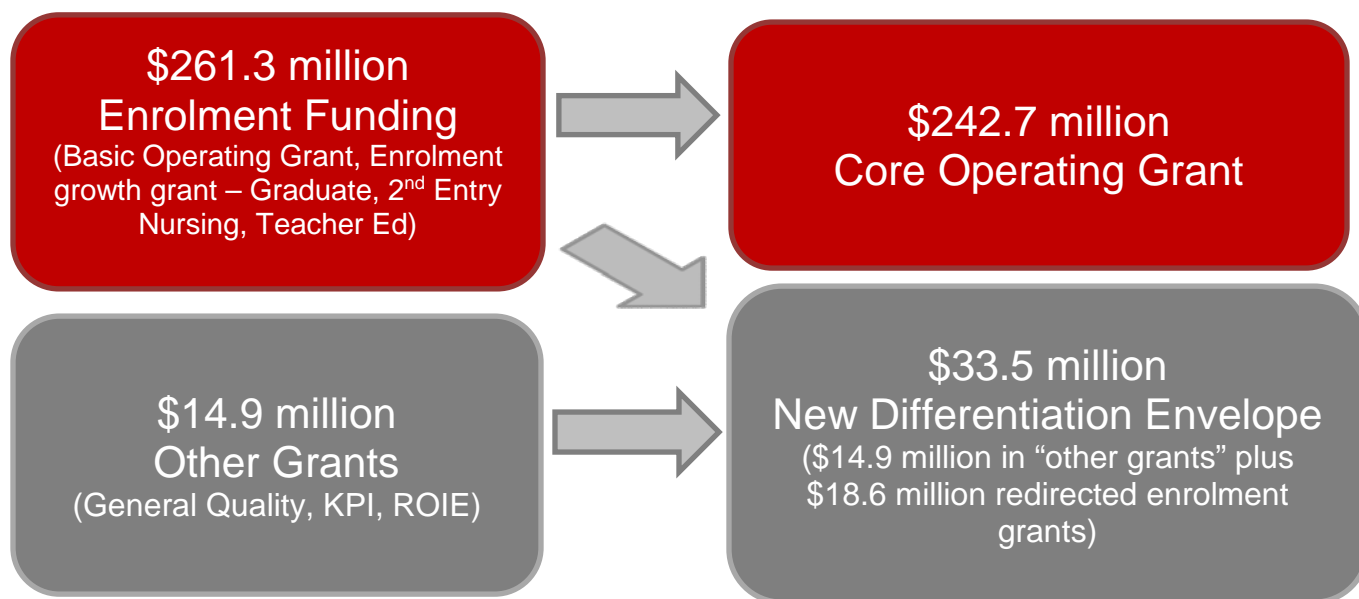 $261.3 million
Enrolment Funding
(Basic Operating Grant, Enrolment
growth grant – Graduate, 2nd Entry
Nursing, Teacher Ed)
$242.7 million
Core Operating Grant
$14.9 million
Other Grants
(General Quality, KPI, ROIE)
$33.5 million
New Differentiation Envelope
($14.9 million in “other grants” plus
$18.6 million redirected enrolment
grants)